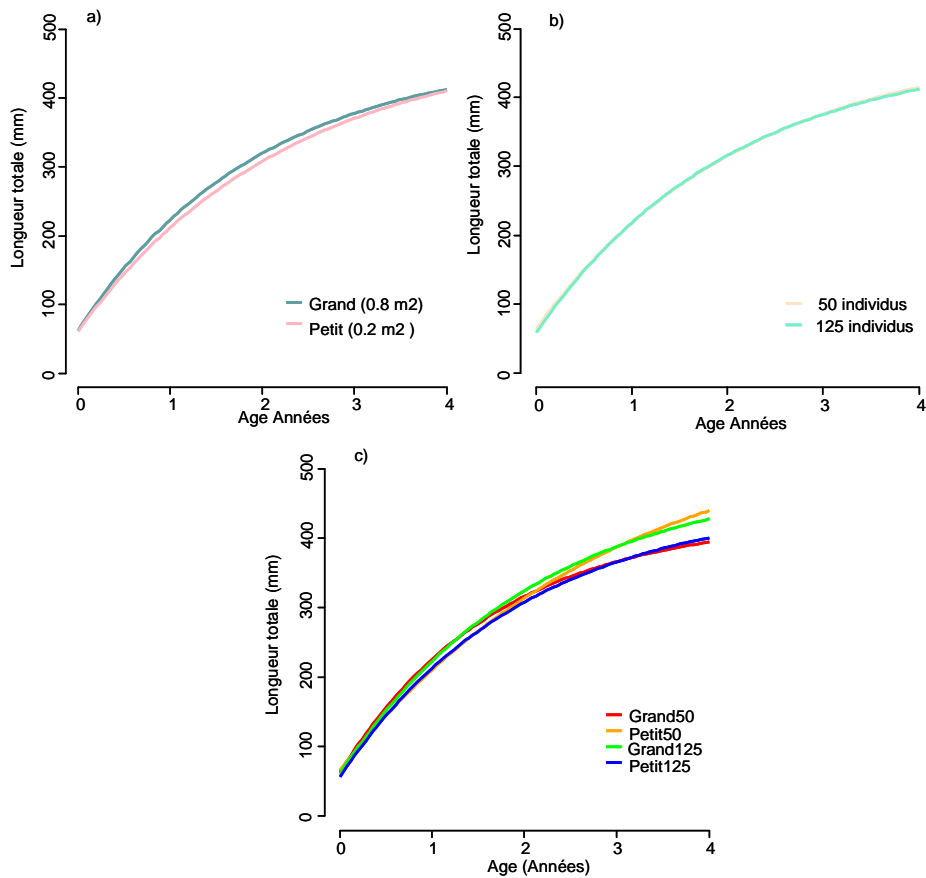 a)
Longueur totale (mm)
500
400
300
200
100
0
Grand (0.8 m2)
Petit (0.2 m2 )
0 1 2 3 4
Age Années
b)
Longueur totale (mm)
500
400
300
200
100
0
50 individus
125 individus
0 1 2 3 4
Age Années
c)
Longueur totale (mm)
500
400
300
200
100
0
Grand50
Petit50
Grand125
Petit125
0 1 2 3 4
Age (Années)